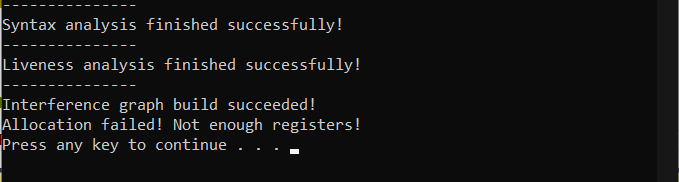 ---------------
Syntax analysis finished successfully!
---------------
Liveness analysis finished successfully!
---------------
Interference graph build succeeded!
Allocation failed! Not enough registers!
Press any key to continue . . .